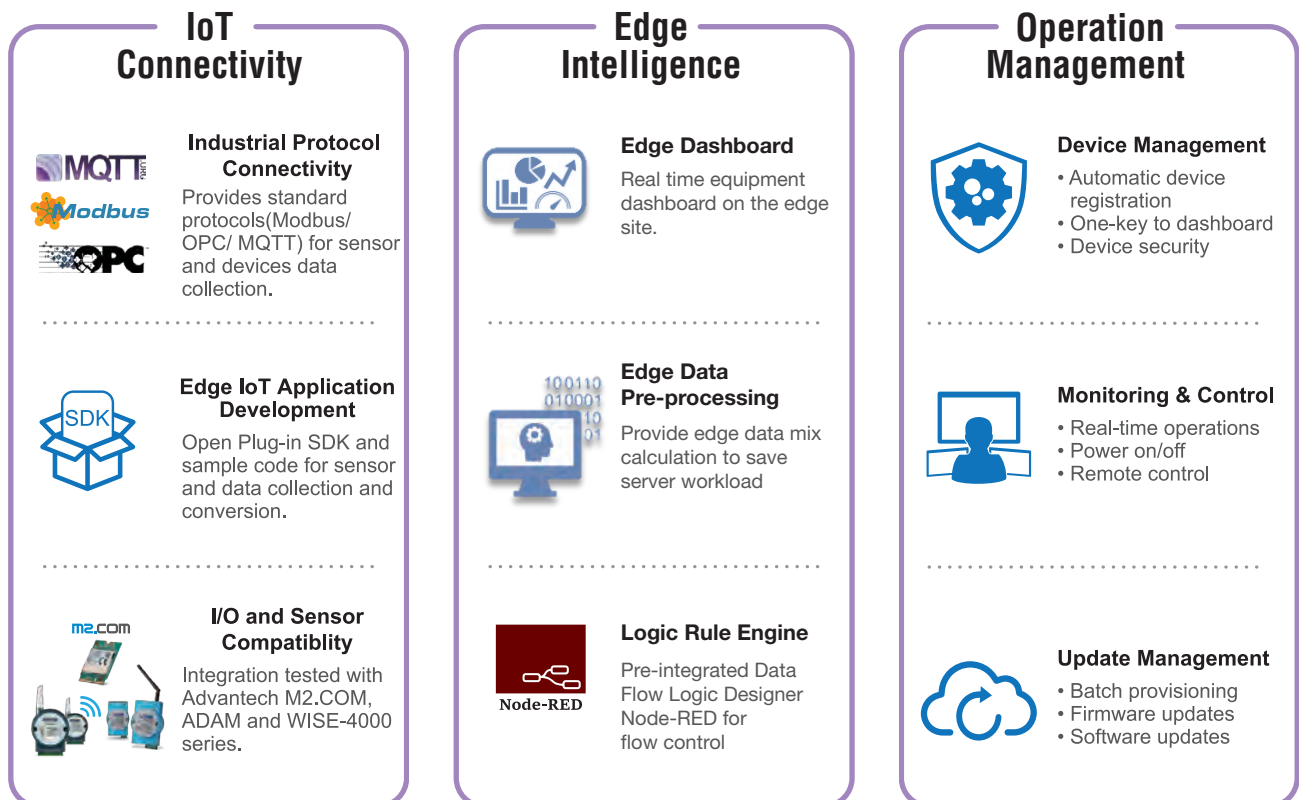 IoT
Connectivity
MQTT
.ORG
Modbus
OPC
Industrial Protocol
Connectivity
Provides standard
protocols(Modbus/
OPC/ MQTT) for sensor
and devices data
collection.
SDK
Edge IoT Application
Development
Open Plug-in SDK and
sample code for sensor
and data collection and
conversion.
m2.com
I/O and Sensor
Compatiblity
Integration tested with
Advantech M2.COM,
ADAM and WISE-4000
series.
Edge
Intelligence
Edge Dashboard
Real time equipment
dashboard on the edge
site.
100110
010001
10
01
Edge Data
Pre-processing
Provide edge data mix
calculation to save
server workload
Node-RED
Logic Rule Engine
Pre-integrated Data
Flow Logic Designer
Node-RED for
flow control
Operation
Management
Device Management
• Automatic device
registration
• One-key to dashboard
• Device security
Monitoring & Control
• Real-time operations
• Power on/off
• Remote control
Update Management
• Batch provisioning
• Firmware updates
• Software updates